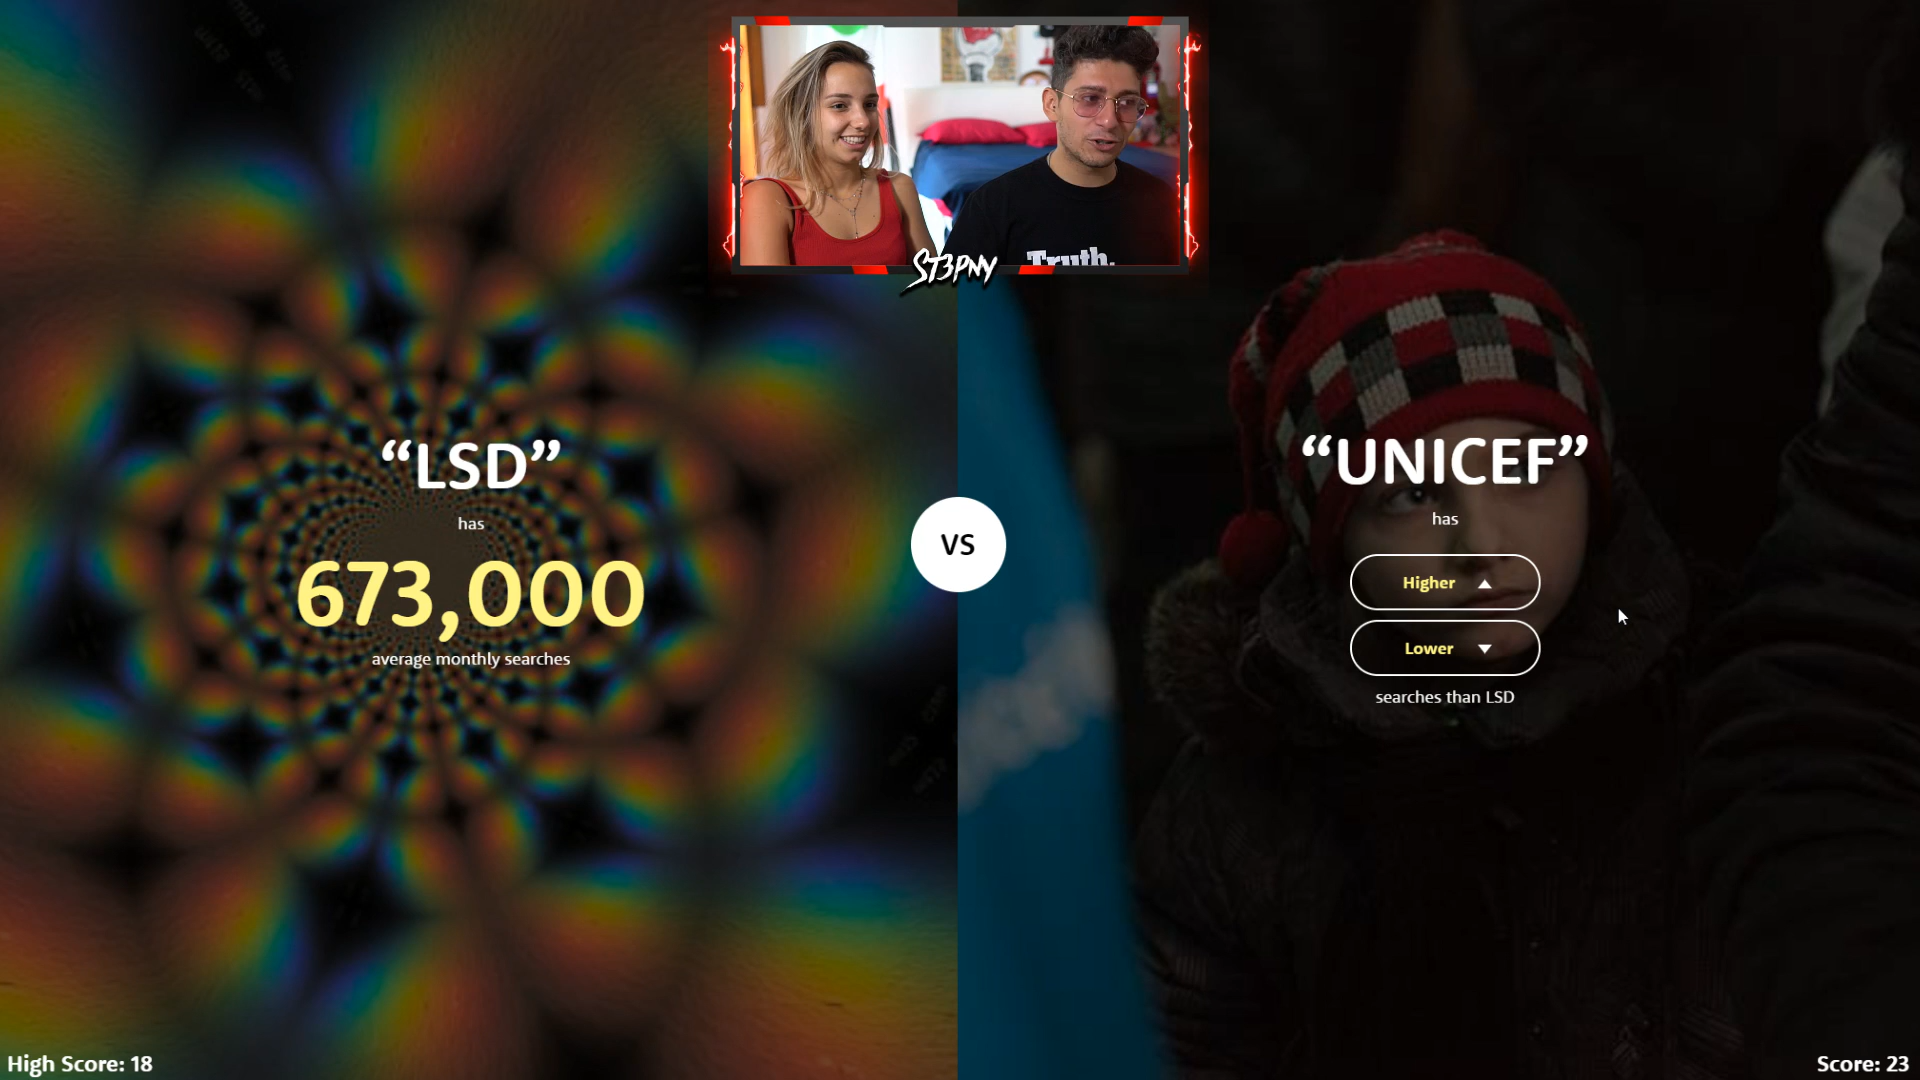 ST3PNY
Truth.
“LSD”
has
673,000
average monthly searches
VS
“UNICEF”
has
Higher
Lower
searches than LSD
High Score: 18
Score: 23